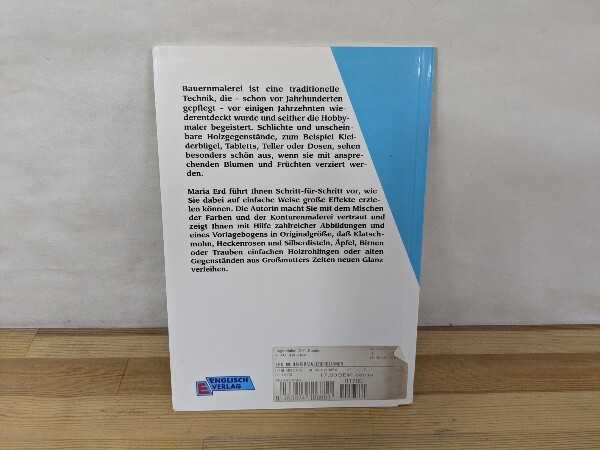 Bauernmalerei ist eine traditionelle
Technik, die – schon vor Jahrhunderten
gepflegt – vor einigen Jahrzehnten wie-
derentdeckt wurde und seither die Hobby-
maler begeistert. Schlichte und unschein-
bare Holzgegenstände, zum Beispiel Klei-
derbügel, Tabletts, Teller oder Dosen, sehen
besonders schön aus, wenn sie mit anspre-
chenden Blumen und Früchten verziert wer-
den.
Maria Erd führt Ihnen Schritt-für-Schritt vor, wie
Sie dabei auf einfache Weise große Effekte erzie-
len können. Die Autorin macht Sie mit dem Mischen
der Farben und der Konturenmalerei vertraut und
zeigt Ihnen mit Hilfe zahlreicher Abbildungen und
eines Vorlagebogens in Originalgröße, daß Klatsch-
mohn, Heckenrosen und Silberdisteln, Äpfel, Birnen
oder Trauben einfachen Holzrohlingen oder alten
Gegenständen aus Großmutters Zeiten neuen Glanz
verleihen.
ENGLISCH
VERLAG